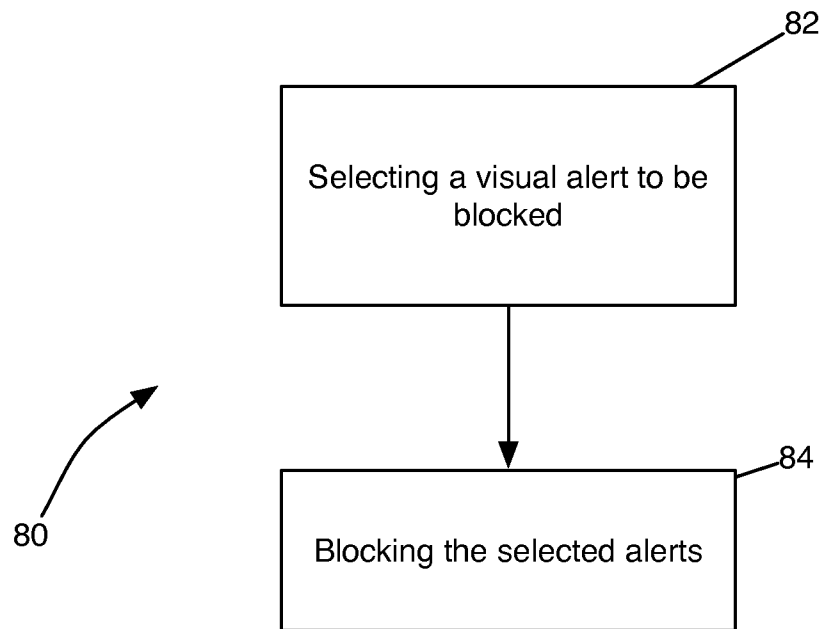 82
Selecting a visual alert to be
blocked
84
80
Blocking the selected alerts